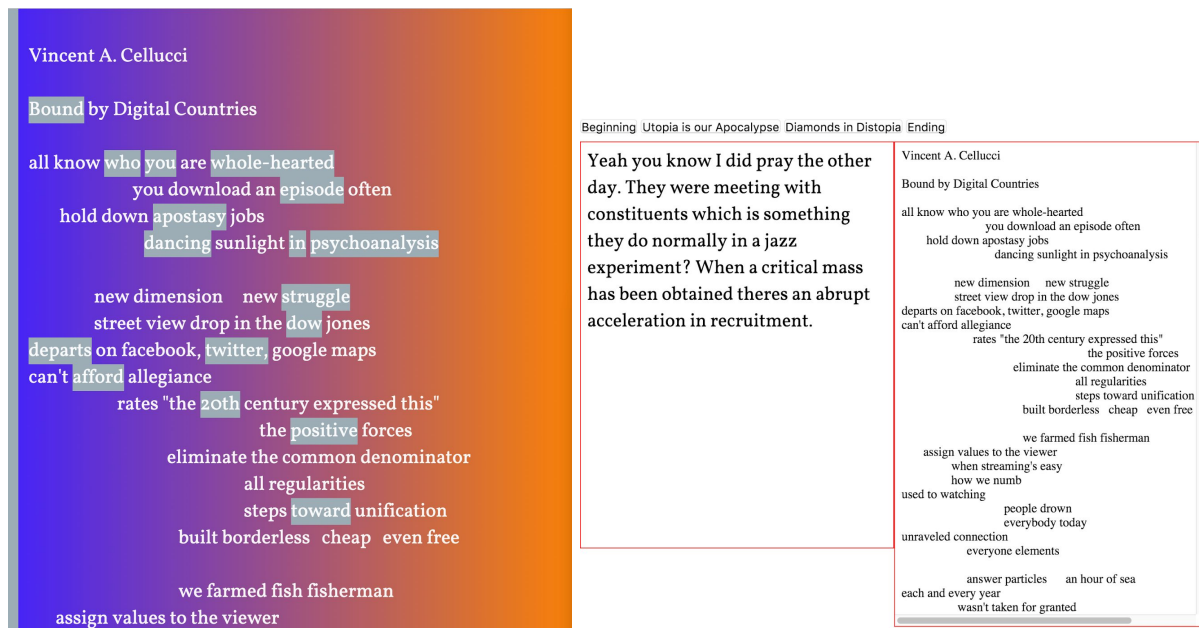 Vincent A. Cellucci
Bound by Digital Countries
all know who you are whole-hearted
you download an episode often
hold down apostasy jobs
dancing sunlight in psychoanalysis
new dimension new struggle
street view drop in the dow jones
departs on facebook, twitter, google maps
can't afford allegiance
rates "the 20th century expressed this"
the positive forces
eliminate the common denominator
all regularities
steps toward unification
built borderless cheap even free
we farmed fish fisherman
assign values to the viewer
Beginning Utopia is our Apocalypse Diamonds in Distopia Ending
Yeah you know I did pray the other
day. They were meeting with
constituents which is something
they do normally in a jazz
experiment? When a critical mass
has been obtained theres an abrupt
acceleration in recruitment.
Vincent A. Cellucci
Bound by Digital Countries
all know who you are whole-hearted
you download an episode often
hold down apostasy jobs
dancing sunlight in psychoanalysis
new dimension new struggle
street view drop in the dow jones
departs on facebook, twitter, google maps
can't afford allegiance
rates "the 20th century expressed this"
the positive forces
eliminate the common denominator
all regularities
steps toward unification
built borderless cheap even free
we farmed fish fisherman
assign values to the viewer
when streaming's easy
how we numb
used to watching
people drown
everybody today
unraveled connection
everyone elements
answer particles an hour of sea
each and every year
wasn't taken for granted